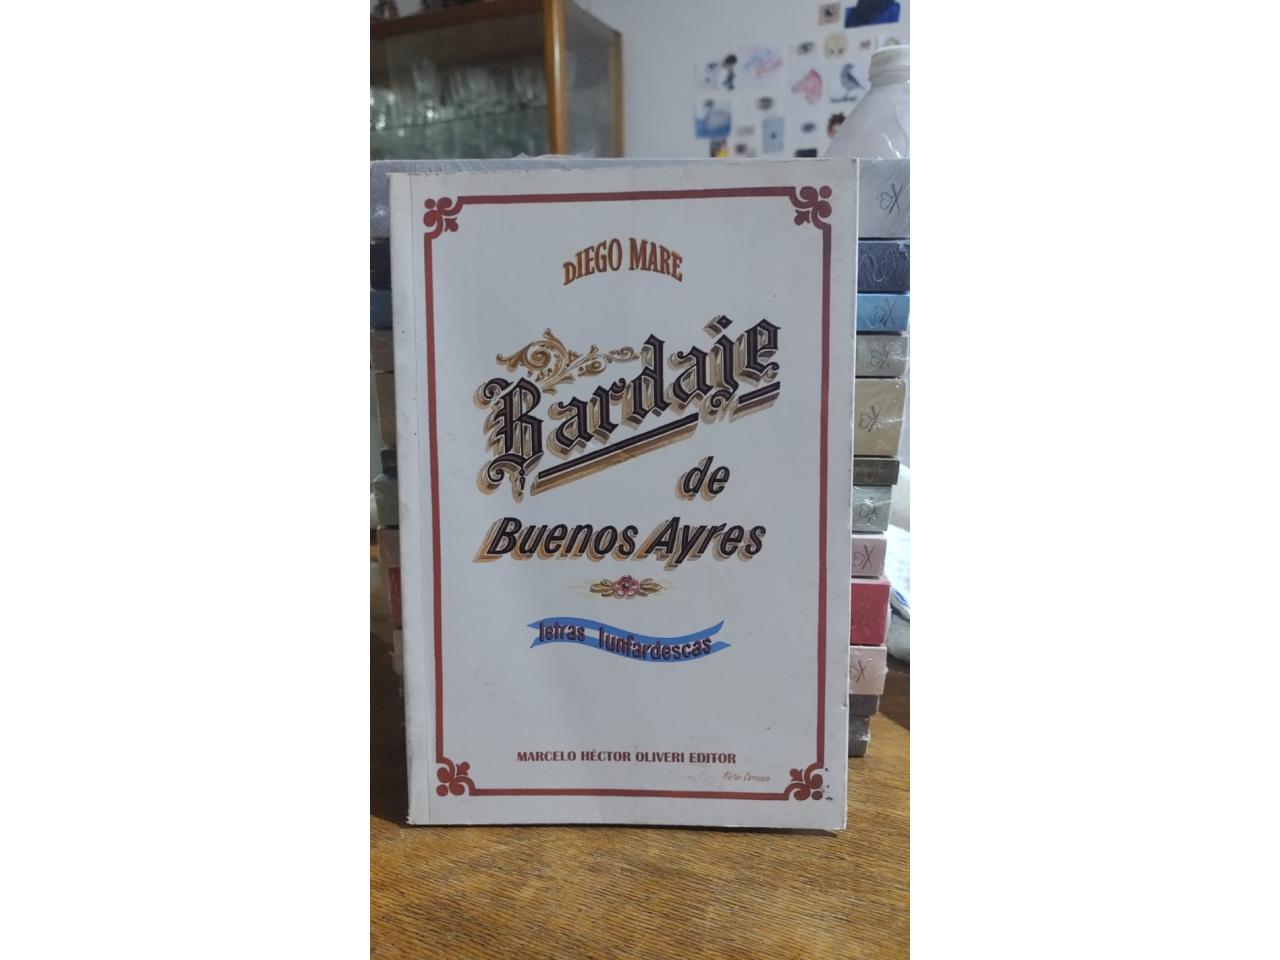 DIEGO MARE
Bardaje
de
Buenos Ayres
letras lunfardescas
MARCELO HÉCTOR OLIVERI EDITOR